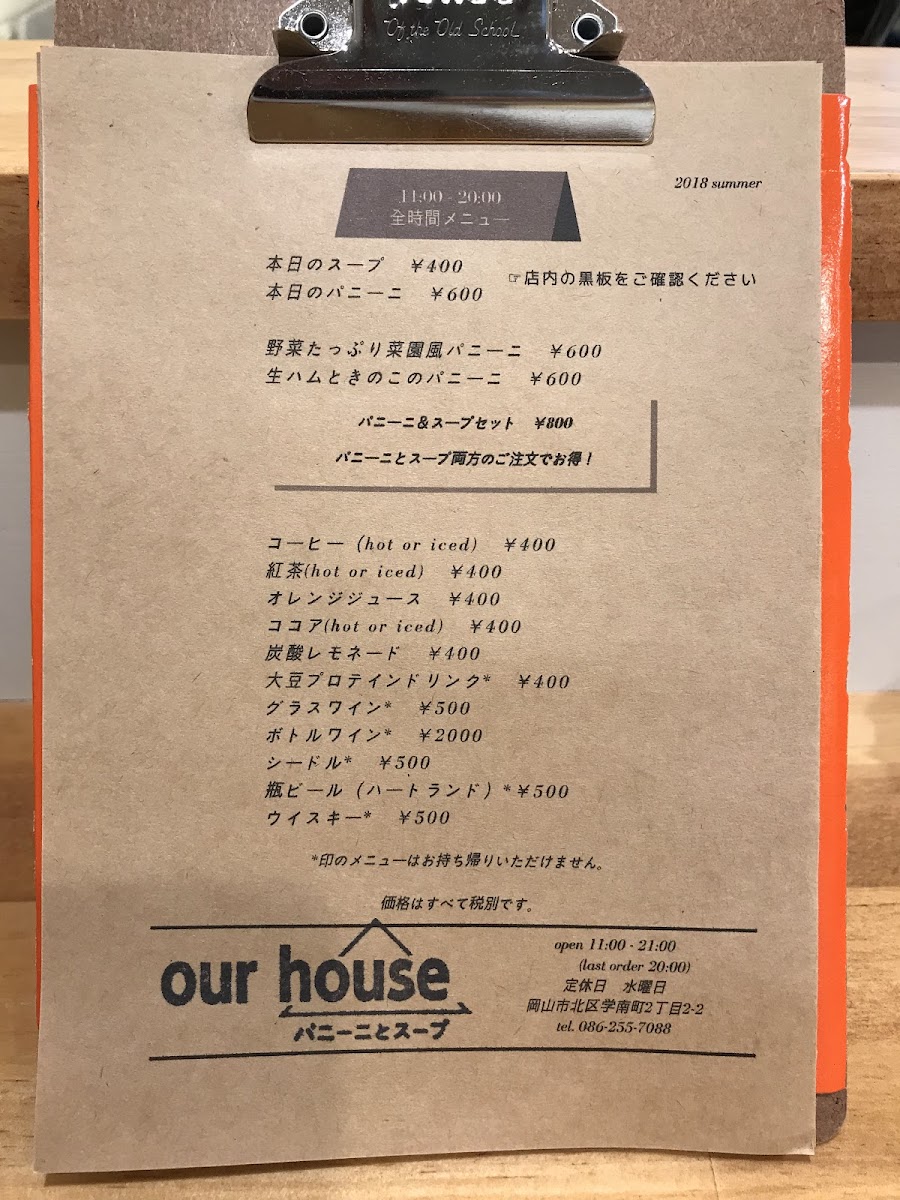 Of the Old School
2018 summer
11:00 - 20:00
全時間メニュー
本日のスープ ￥400
本日のパニーニ ￥600
☞店内の黒板をご確認ください
野菜たっぷり菜園風パニーニ ￥600
生ハムときのこのパニーニ ￥600
パニーニ&スープセット ￥800
パニーニとスープ両方のご注文でお得！
コーヒー (hot or iced) ￥400
紅茶(hot or iced) ￥400
オレンジジュース ￥400
ココア(hot or iced) ￥400
炭酸レモネード ￥400
大豆プロテインドリンク* ￥400
グラスワイン* ￥500
ボトルワイン* ￥2000
シードル* ￥500
瓶ビール（ハートランド）*￥500
ウイスキー* ￥500
*印のメニューはお持ち帰りいただけません。
価格はすべて税別です。
our house
パニーニとスープ
open 11:00 - 21:00
(last order 20:00)
定休日 水曜日
岡山市北区学南町2丁目2-2
tel. 086-255-7088